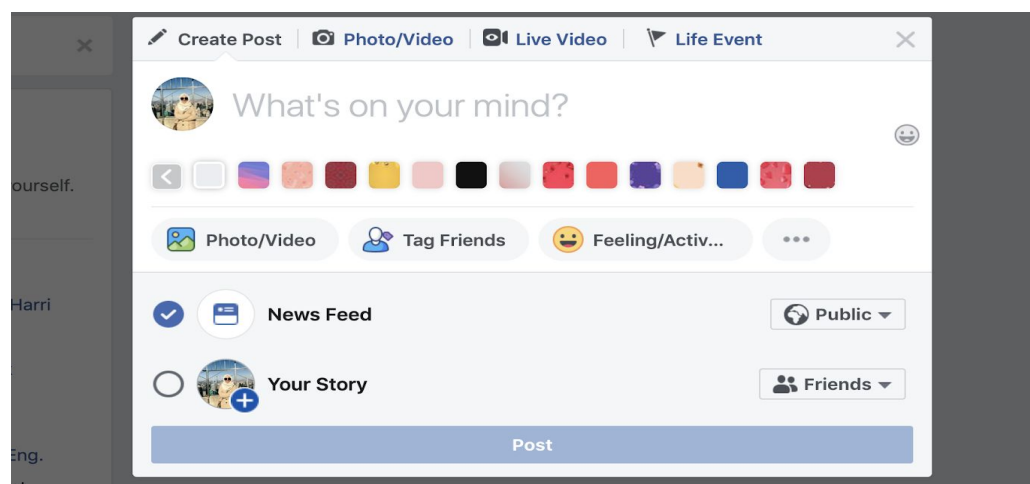 Create Post Photo/Video Live Video Life Event
What's on your mind?
ourself.
Photo/Video Tag Friends Feeling/Activ... 
Harri
News Feed Public
Your Story Friends
Eng.
Post